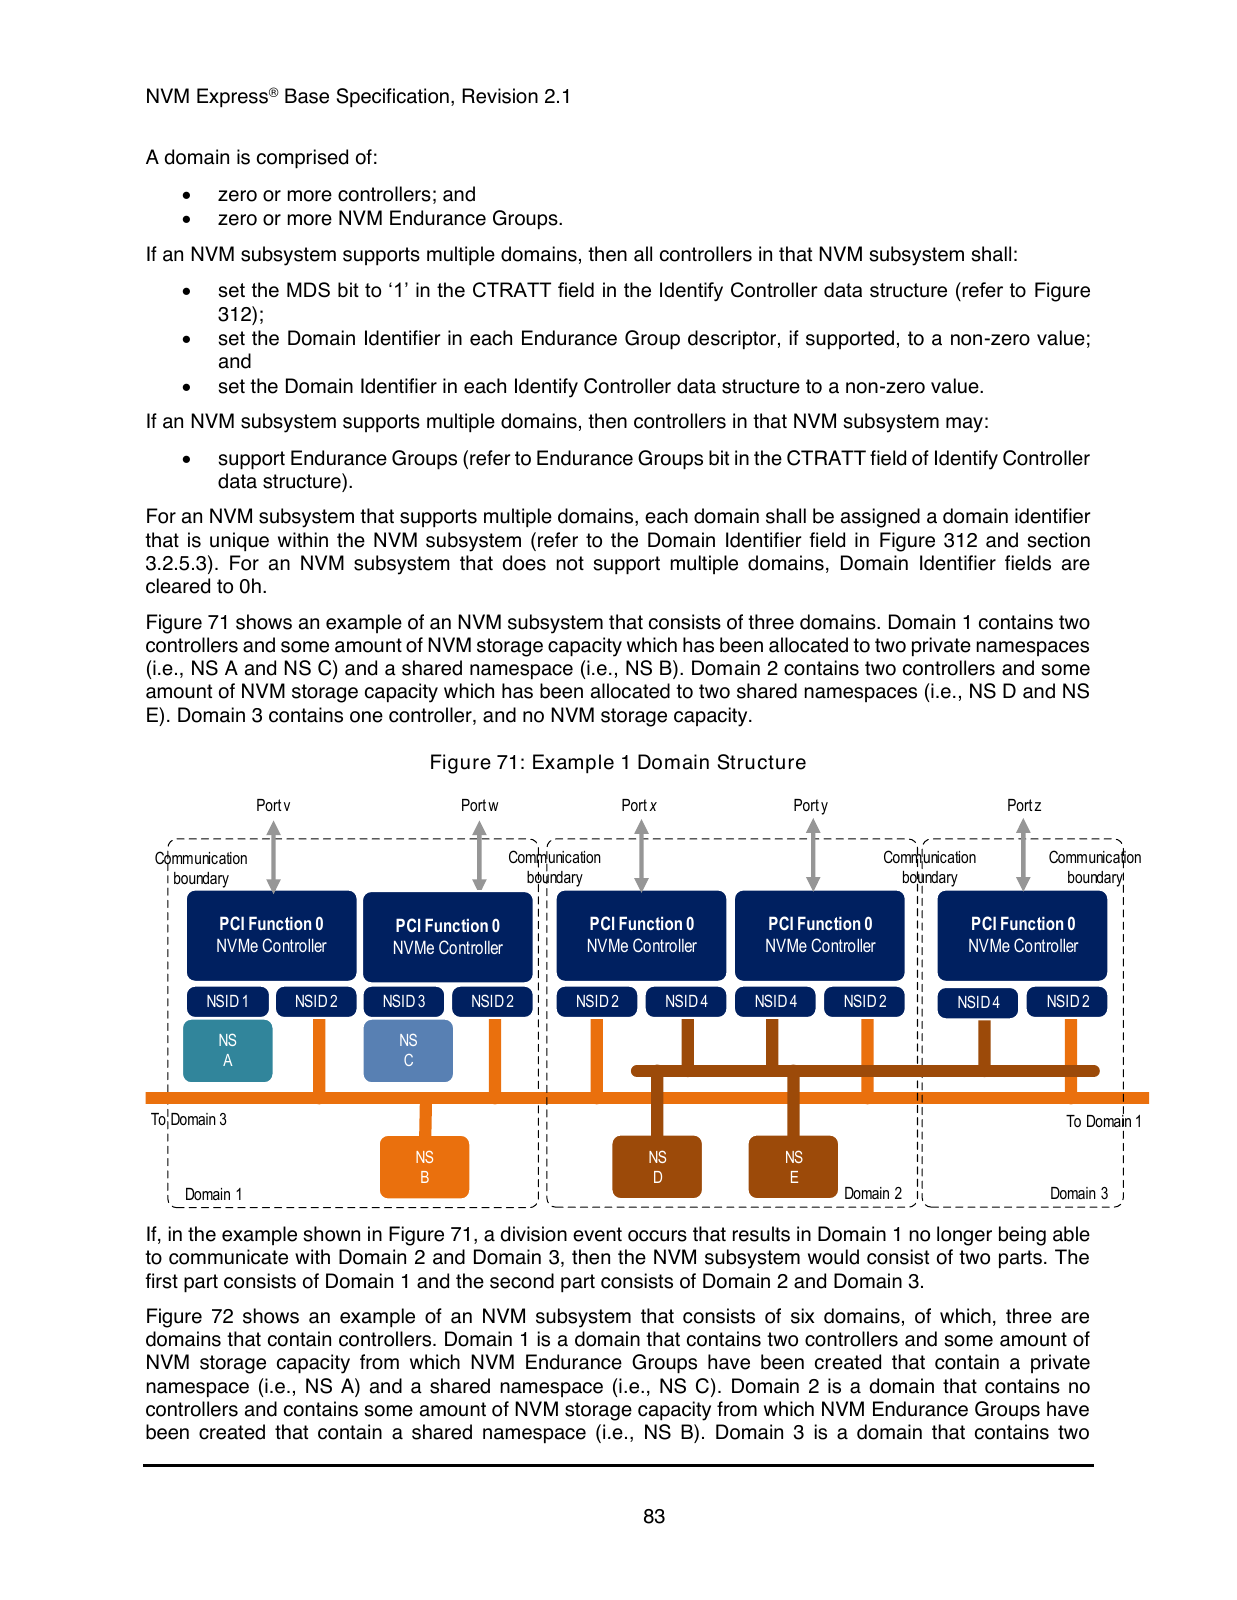 NVM Express® Base Specification, Revision 2.1
A domain is comprised of:
• zero or more controllers; and
• zero or more NVM Endurance Groups.
If an NVM subsystem supports multiple domains, then all controllers in that NVM subsystem shall:
• set the MDS bit to ‘1’ in the CTRATT field in the Identify Controller data structure (refer to Figure
312);
• set the Domain Identifier in each Endurance Group descriptor, if supported, to a non-zero value;
and
• set the Domain Identifier in each Identify Controller data structure to a non-zero value.
If an NVM subsystem supports multiple domains, then controllers in that NVM subsystem may:
• support Endurance Groups (refer to Endurance Groups bit in the CTRATT field of Identify Controller
data structure).
For an NVM subsystem that supports multiple domains, each domain shall be assigned a domain identifier
that is unique within the NVM subsystem (refer to the Domain Identifier field in Figure 312 and section
3.2.5.3). For an NVM subsystem that does not support multiple domains, Domain Identifier fields are
cleared to 0h.
Figure 71 shows an example of an NVM subsystem that consists of three domains. Domain 1 contains two
controllers and some amount of NVM storage capacity which has been allocated to two private namespaces
(i.e., NS A and NS C) and a shared namespace (i.e., NS B). Domain 2 contains two controllers and some
amount of NVM storage capacity which has been allocated to two shared namespaces (i.e., NS D and NS
E). Domain 3 contains one controller, and no NVM storage capacity.
Figure 71: Example 1 Domain Structure
Port v Port w Port x Port y Port z
Communication Communication Communication Communication
boundary boundary boundary boundary
PCI Function 0 PCI Function 0 PCI Function 0 PCI Function 0 PCI Function 0
NVMe Controller NVMe Controller NVMe Controller NVMe Controller NVMe Controller
NSID 1 NSID 2 NSID 3 NSID 2 NSID 2 NSID 4 NSID 4 NSID 2 NSID 4 NSID 2
NS NS
A C
To Domain 3 To Domain 1
NS NS NS
B D E
Domain 1 Domain 2 Domain 3
If, in the example shown in Figure 71, a division event occurs that results in Domain 1 no longer being able
to communicate with Domain 2 and Domain 3, then the NVM subsystem would consist of two parts. The
first part consists of Domain 1 and the second part consists of Domain 2 and Domain 3.
Figure 72 shows an example of an NVM subsystem that consists of six domains, of which, three are
domains that contain controllers. Domain 1 is a domain that contains two controllers and some amount of
NVM storage capacity from which NVM Endurance Groups have been created that contain a private
namespace (i.e., NS A) and a shared namespace (i.e., NS C). Domain 2 is a domain that contains no
controllers and contains some amount of NVM storage capacity from which NVM Endurance Groups have
been created that contain a shared namespace (i.e., NS B). Domain 3 is a domain that contains two
83